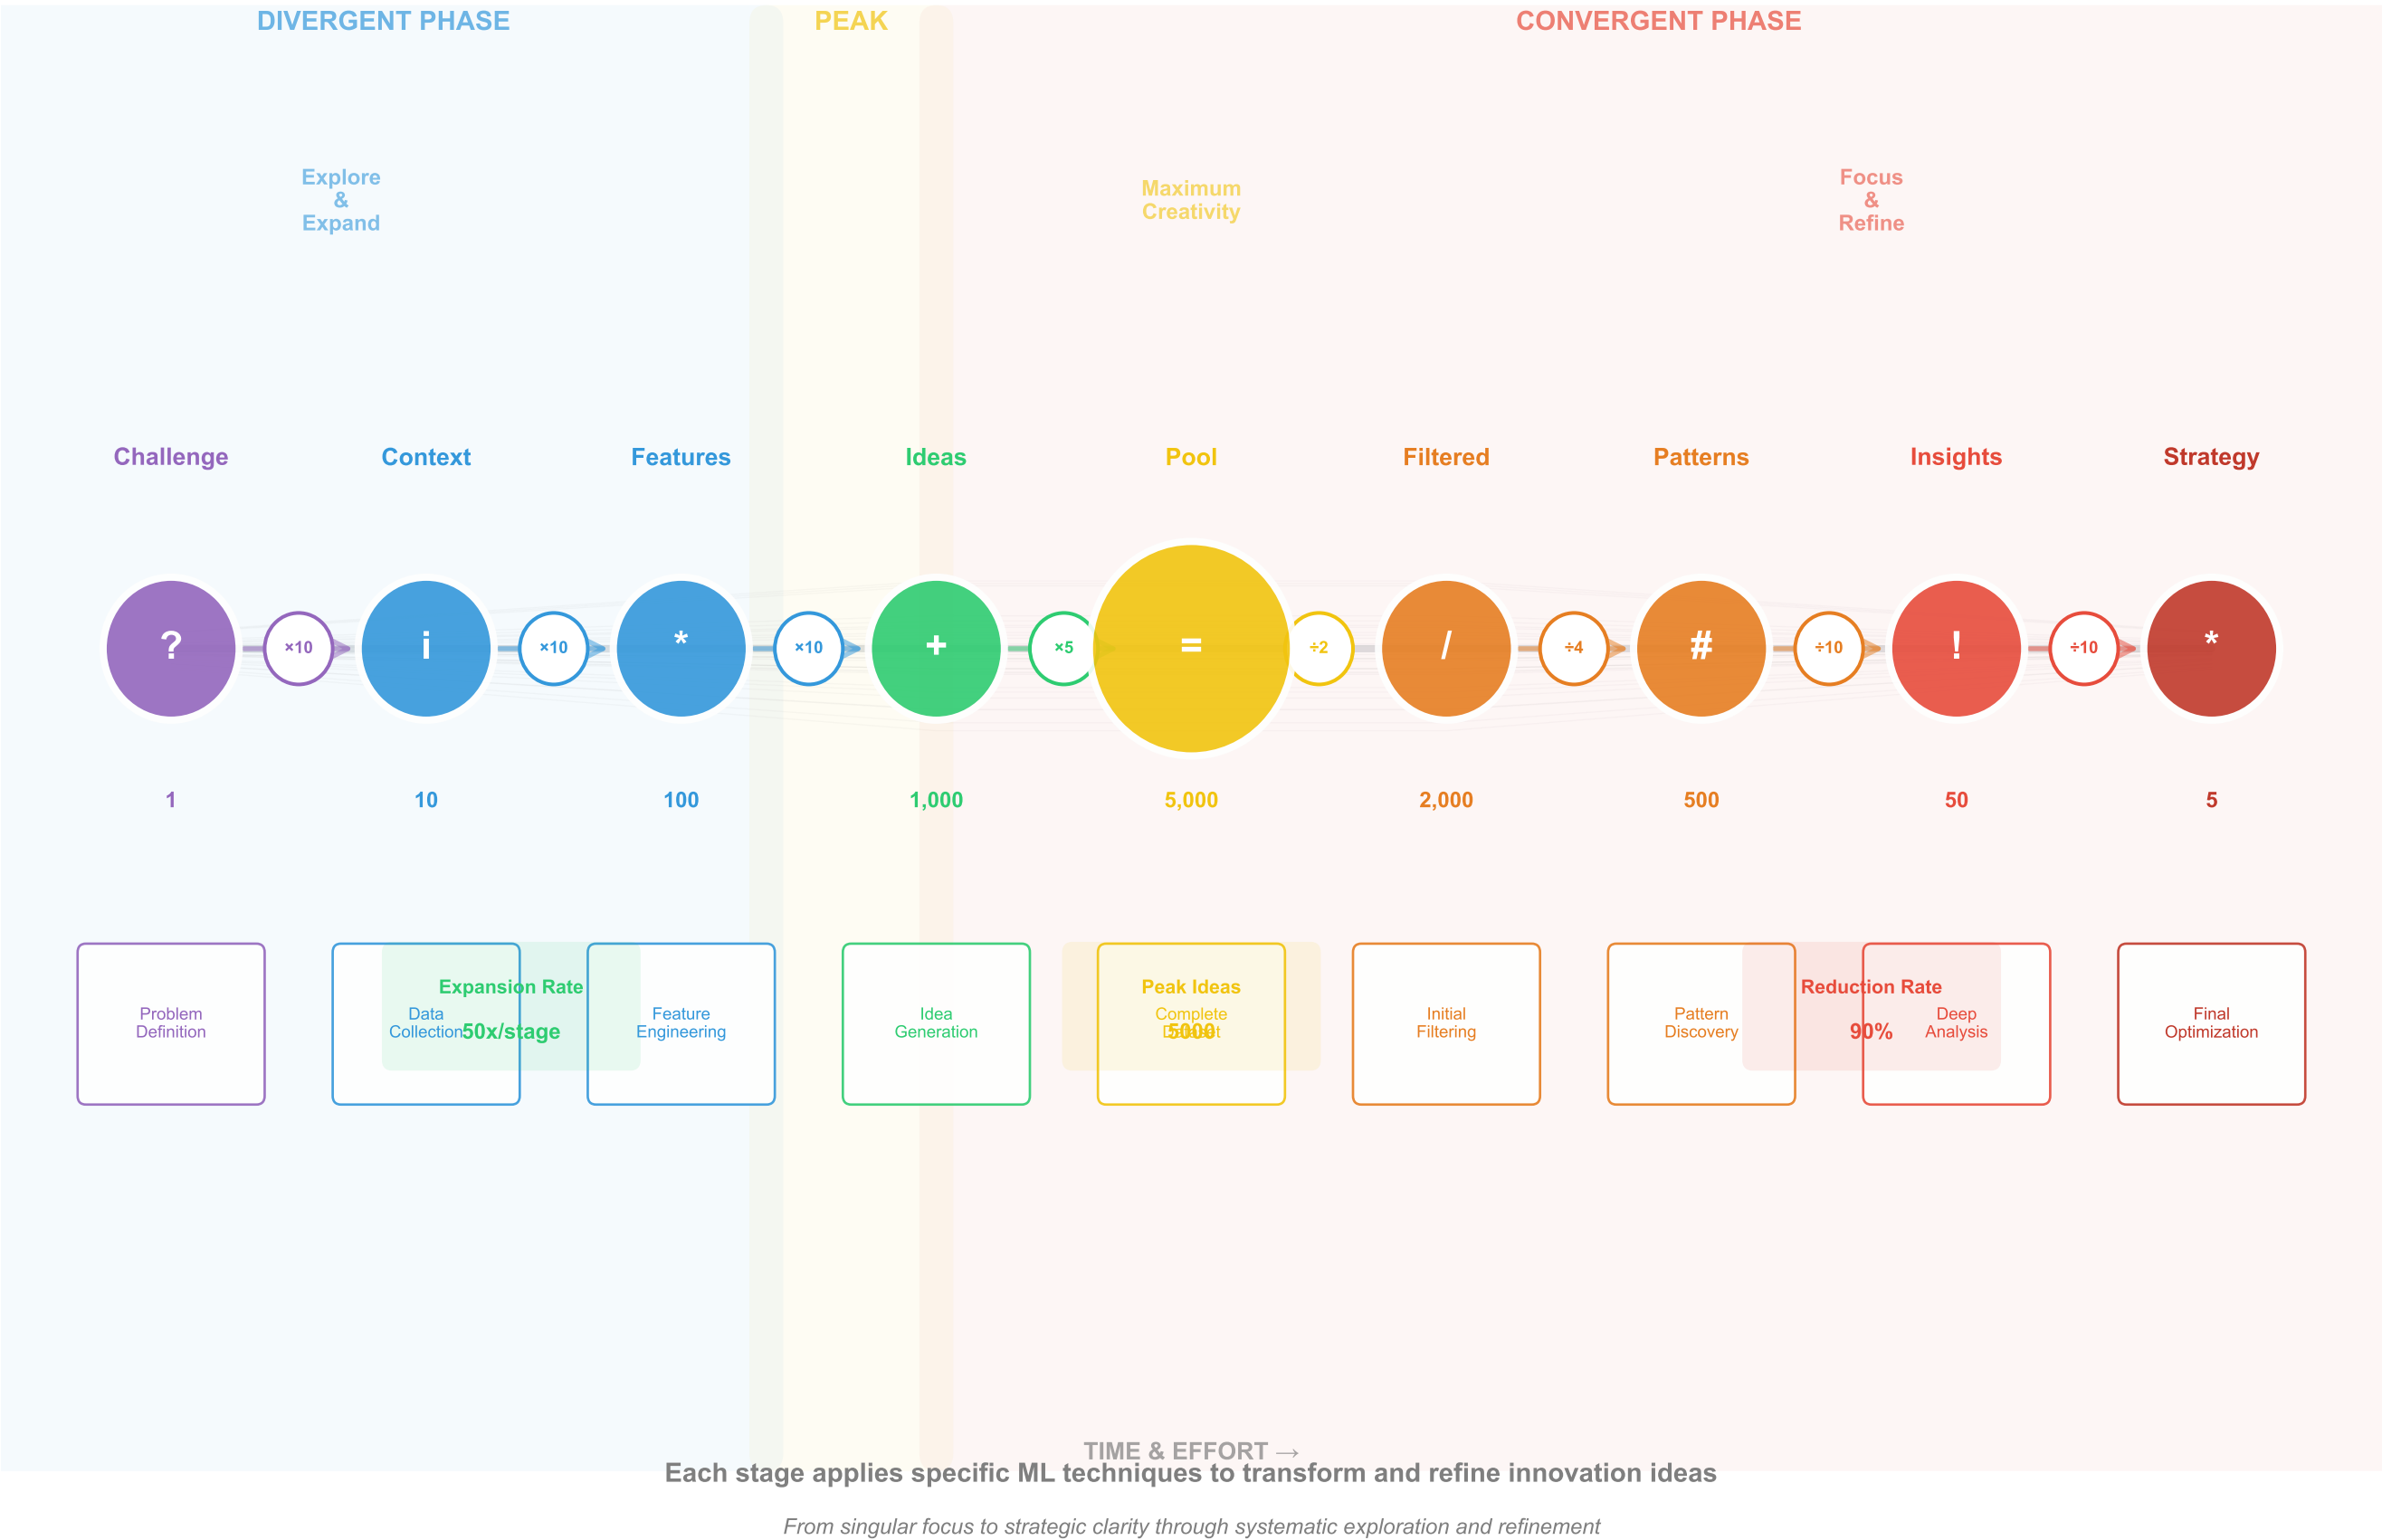 DIVERGENT PHASE
PEAK
CONVERGENT PHASE
Explore
&
Expand
Maximum
Creativity
Focus
&
Refine
Challenge
Context
Features
Ideas
Pool
Filtered
Patterns
Insights
Strategy
?
×10
i
×10
*
×10
+
×5
=
÷2
/
÷4
#
÷10
!
÷10
*
1
10
100
1,000
5,000
2,000
500
50
5
Problem
Definition
Data
Collection
Expansion Rate
50x/stage
Feature
Engineering
Idea
Generation
Peak Ideas
Complete
Dataset
5000
Initial
Filtering
Pattern
Discovery
Reduction Rate
90%
Deep
Analysis
Final
Optimization
TIME & EFFORT →
Each stage applies specific ML techniques to transform and refine innovation ideas
From singular focus to strategic clarity through systematic exploration and refinement